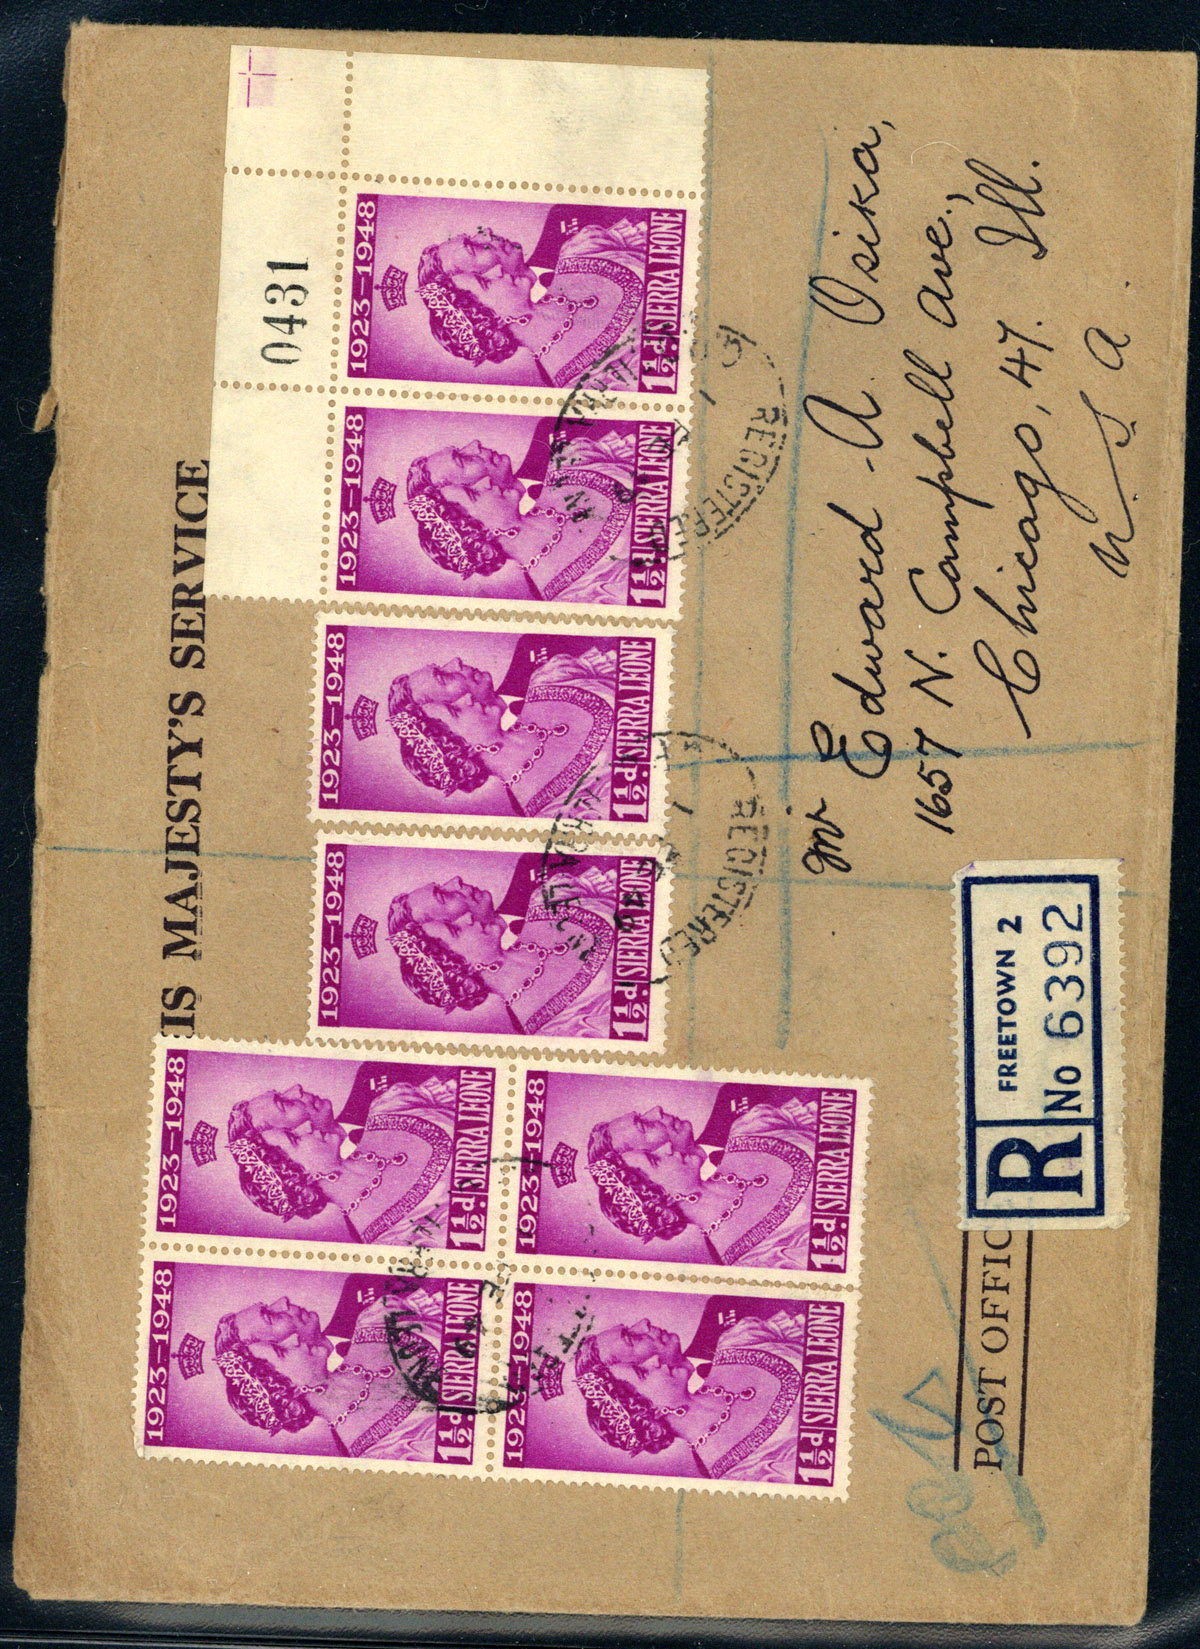 IS MAJESTY'S SERVICE
0431
1923-1948
1½d. SIERRA LEONE
1923-1948
1½d. SIERRA LEONE
1923-1948
1½d. SIERRA LEONE
1923-1948
1½d. SIERRA LEONE
1923-1948
1½d. SIERRA LEONE
1923-1948
1½d. SIERRA LEONE
1923-1948
1½d. SIERRA LEONE
1923-1948
1½d. SIERRA LEONE
REGISTERED
REGISTERED
Mr Edward A. Osika,
1657 N. Campbell Ave.,
Chicago, 47. Ill.
U S A.
R
FREETOWN 2
No 6392
POST OFFIC